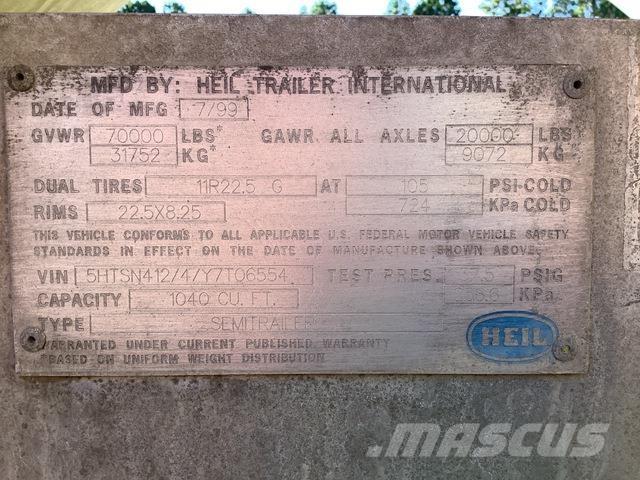 MFD BY: HEIL TRAILER INTERNATIONAL
DATE OF MFG 7/99
GVWR 70000 LBS* GAWR ALL AXLES 20000 LBS*
31752 KG* 9072 KG*
DUAL TIRES 11R22.5 G AT 105 PSI-COLD
RIMS 22.5X8.25 724 KPa COLD
THIS VEHICLE CONFORMS TO ALL APPLICABLE U.S. FEDERAL MOTOR VEHICLE SAFETY
STANDARDS IN EFFECT ON THE DATE OF MANUFACTURE SHOWN ABOVE.
VIN 5HTSN412/4/Y7T06554 TEST PRES. PSIG
CAPACITY 1040 CU. FT. KPa
TYPE SEMITRAILER
WARRANTED UNDER CURRENT PUBLISHED WARRANTY
*BASED ON UNIFORM WEIGHT DISTRIBUTION
HEIL
MASCUS